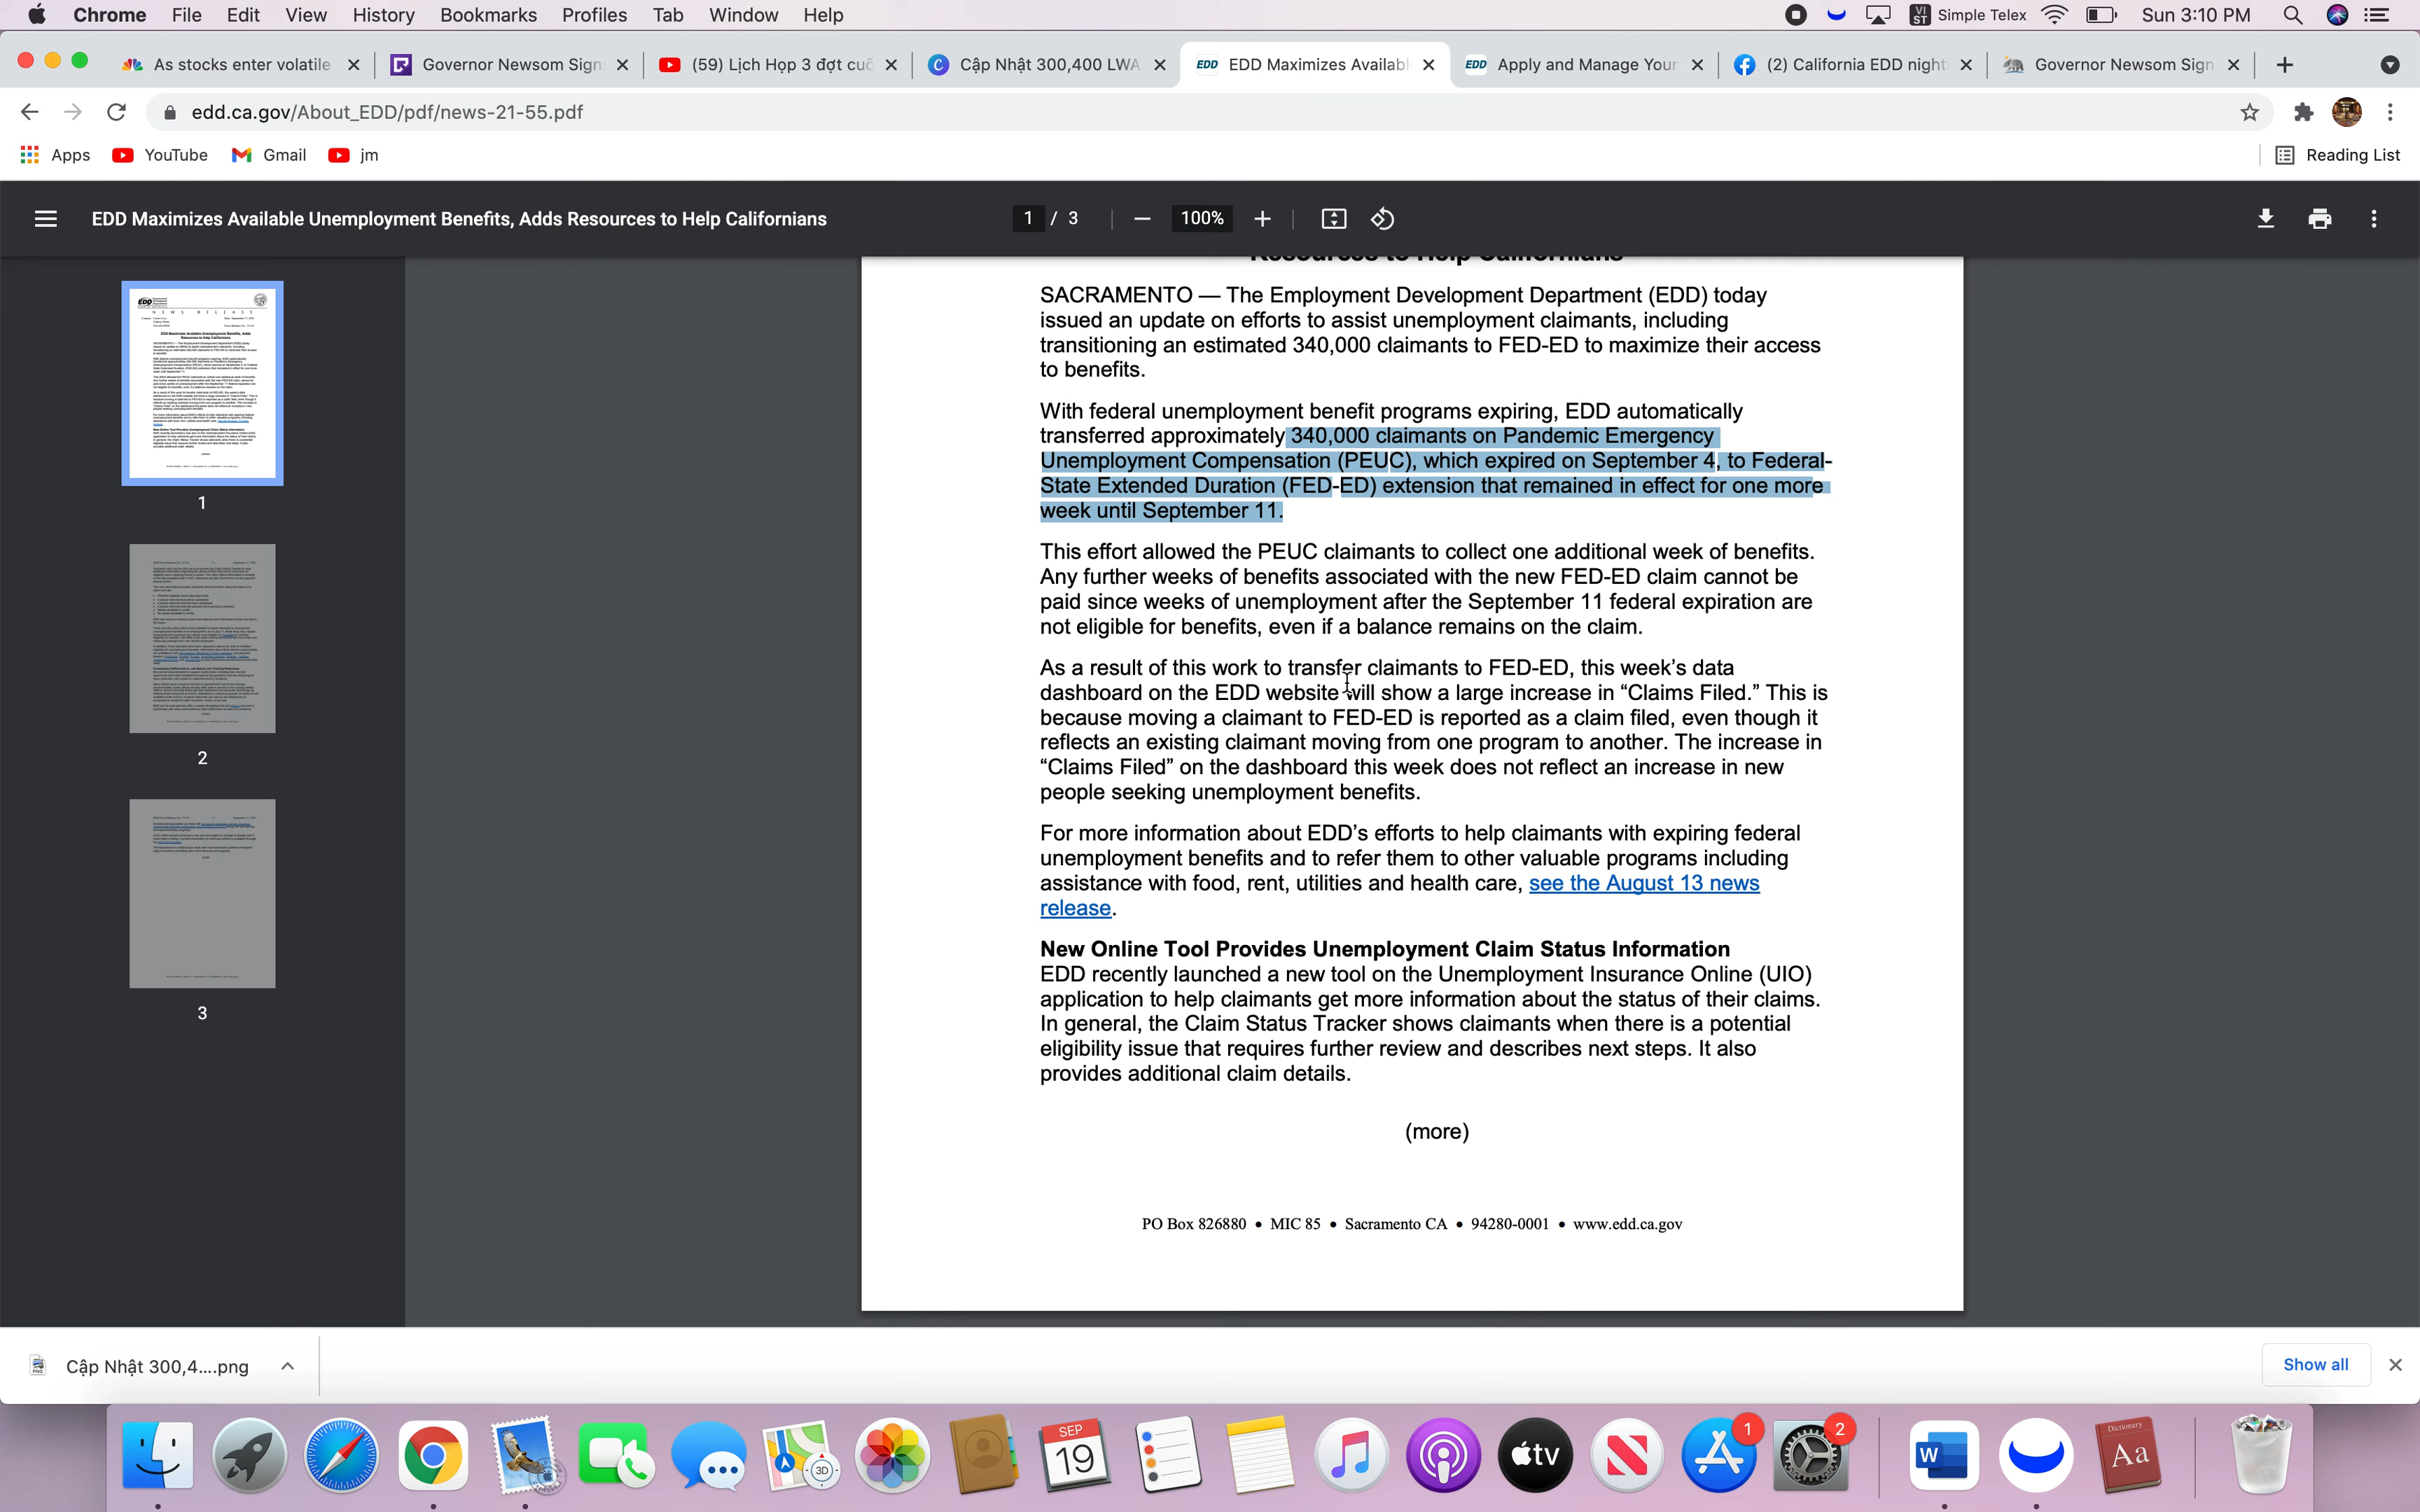 Chrome File Edit View History Bookmarks Profiles Tab Window Help VI ST Simple Telex Sun 3:10 PM
As stocks enter volatile Governor Newsom Sign (59) Lịch Họp 3 đợt cuố Cập Nhật 300,400 LWA EDD EDD Maximizes Availabl EDD Apply and Manage Your (2) California EDD night Governor Newsom Sign
edd.ca.gov/About_EDD/pdf/news-21-55.pdf
Apps YouTube Gmail jm Reading List
EDD Maximizes Available Unemployment Benefits, Adds Resources to Help Californians 1 / 3 100%
Resources to Help Californians
SACRAMENTO — The Employment Development Department (EDD) today
issued an update on efforts to assist unemployment claimants, including
transitioning an estimated 340,000 claimants to FED-ED to maximize their access
to benefits.
With federal unemployment benefit programs expiring, EDD automatically
transferred approximately 340,000 claimants on Pandemic Emergency
Unemployment Compensation (PEUC), which expired on September 4, to Federal-
State Extended Duration (FED-ED) extension that remained in effect for one more
week until September 11.
This effort allowed the PEUC claimants to collect one additional week of benefits.
Any further weeks of benefits associated with the new FED-ED claim cannot be
paid since weeks of unemployment after the September 11 federal expiration are
not eligible for benefits, even if a balance remains on the claim.
As a result of this work to transfer claimants to FED-ED, this week's data
dashboard on the EDD website will show a large increase in “Claims Filed.” This is
because moving a claimant to FED-ED is reported as a claim filed, even though it
reflects an existing claimant moving from one program to another. The increase in
“Claims Filed” on the dashboard this week does not reflect an increase in new
people seeking unemployment benefits.
For more information about EDD's efforts to help claimants with expiring federal
unemployment benefits and to refer them to other valuable programs including
assistance with food, rent, utilities and health care, see the August 13 news
release.
New Online Tool Provides Unemployment Claim Status Information
EDD recently launched a new tool on the Unemployment Insurance Online (UIO)
application to help claimants get more information about the status of their claims.
In general, the Claim Status Tracker shows claimants when there is a potential
eligibility issue that requires further review and describes next steps. It also
provides additional claim details.
(more)
PO Box 826880 • MIC 85 • Sacramento CA • 94280-0001 • www.edd.ca.gov
1
2
3
Cập Nhật 300,4....png Show all
SEP
19
3D
tv
1
2
W
Dictionary
Aa